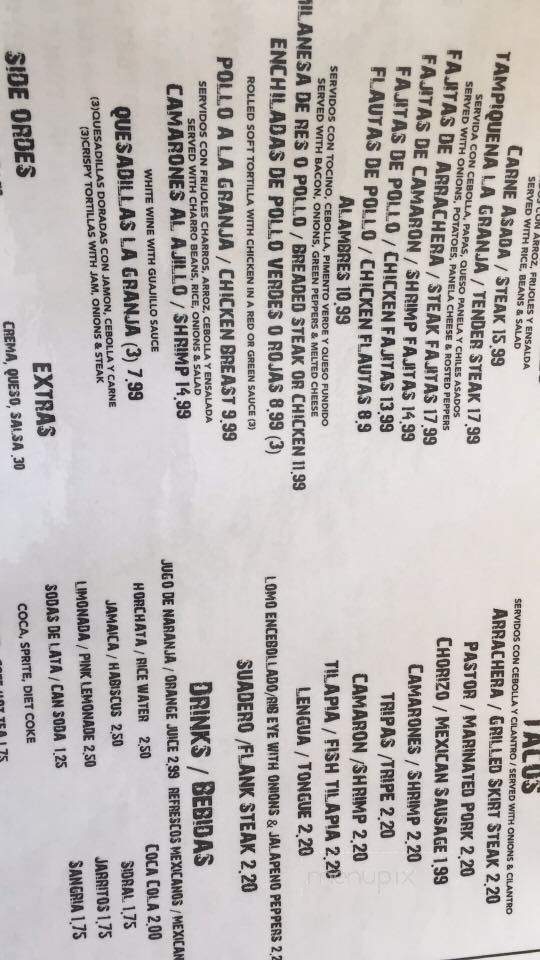 SERVIDOS CON ARROZ, FRIJOLES Y ENSALDA
SERVED WITH RICE, BEANS & SALAD
CARNE ASADA / STEAK 15.99
TAMPIQUENA LA GRANJA / TENDER STEAK 17.99
SERVIDA CON CEBOLLA, PAPAS, QUESO PANELA Y CHILES ASADOS
SERVED WITH ONIONS, POTATOES, PANELA CHEESE & ROSTED PEPPERS
FAJITAS DE ARRACHERA / STEAK FAJITAS 17.99
FAJITAS DE CAMARON / SHRIMP FAJITAS 14.99
FAJITAS DE POLLO / CHICKEN FAJITAS 13.99
FLAUTAS DE POLLO / CHICKEN FLAUTAS 8.9
ALAMBRES 10.99
SERVIDOS CON TOCINO, CEBOLLA, PIMENTO VERDE Y QUESO FUNDIDO
SERVED WITH BACON, ONIONS, GREEN PEPPERS & MELTED CHEESE
MILANESA DE RES O POLLO / BREADED STEAK OR CHICKEN 11.99
ENCHILADAS DE POLLO VERDES O ROJAS 8.99 (3)
ROLLED SOFT TORTILLA WITH CHICKEN IN A RED OR GREEN SAUCE (3)
POLLO A LA GRANJA / CHICKEN BREAST 9.99
SERVIDOS CON FRIJOLES CHARROS, ARROZ, CEBOLLA Y ENSALADA
SERVED WITH CHARRO BEANS, RICE, ONIONS & SALAD
CAMARONES AL AJILLO / SHRIMP 14.99
WHITE WINE WITH GUAJILLO SAUCE
QUESADILLAS LA GRANJA (3) 7.99
(3)QUESADILLAS DORADAS CON JAMON, CEBOLLA Y CARNE
(3)CRISPY TORTILLAS WITH JAM, ONIONS & STEAK
EXTRAS
SIDE ORDES
CREMA, QUESO, SALSA .30
TACOS
SERVIDOS CON CEBOLLA Y CILANTRO / SERVED WITH ONIONS & CILANTRO
ARRACHERA / GRILLED SKIRT STEAK 2.20
PASTOR / MARINATED PORK 2.20
CHORIZO / MEXICAN SAUSAGE 1.99
CAMARONES / SHRIMP 2.20
TRIPAS /TRIPE 2.20
CAMARON /SHRIMP 2.20
TILAPIA / FISH TILAPIA 2.20
LENGUA / TONGUE 2.20
LOMO ENCEBOLLADO/RIB EYE WITH ONIONS & JALAPENO PEPPERS 2.2
SUADERO /FLANK STEAK 2.20
DRINKS / BEBIDAS
JUGO DE NARANJA / ORANGE JUICE 2.99 REFRESCOS MEXICANOS / MEXICAN
HORCHATA / RICE WATER 2.50 COCA COLA 2.00
JAMAICA / HABISCUS 2.50 SIDRAL 1.75
LIMONADA / PINK LEMONADE 2.50 JARRITOS 1.75
SODAS DE LATA / CAN SODA 1.25 SANGRIA 1.75
COCA, SPRITE, DIET COKE
TEA 1.75
menupix